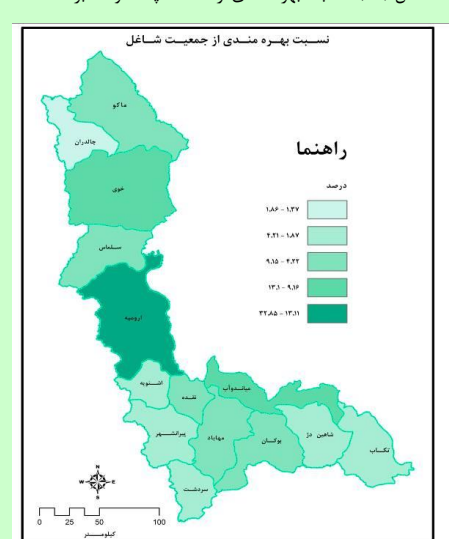 نسبت بهره مندی از جمعیت شاغل
ماکو
چالدران
راهنما
خوی
درصد
۱.۸۶ - ۱.۳۷
۴.۲۱ - ۱.۸۷
سلماس
۹.۱۵ - ۴.۲۲
۱۳.۱ - ۹.۱۶
ارومیه
۳۲.۸۵ - ۱۳.۱۱
اشنویه
نقده
میاندوآب
پیرانشهر
مهاباد
بوکان
شاهین دژ
تکاب
سردشت
N
W E
S
0 25 50 100
کیلومتر